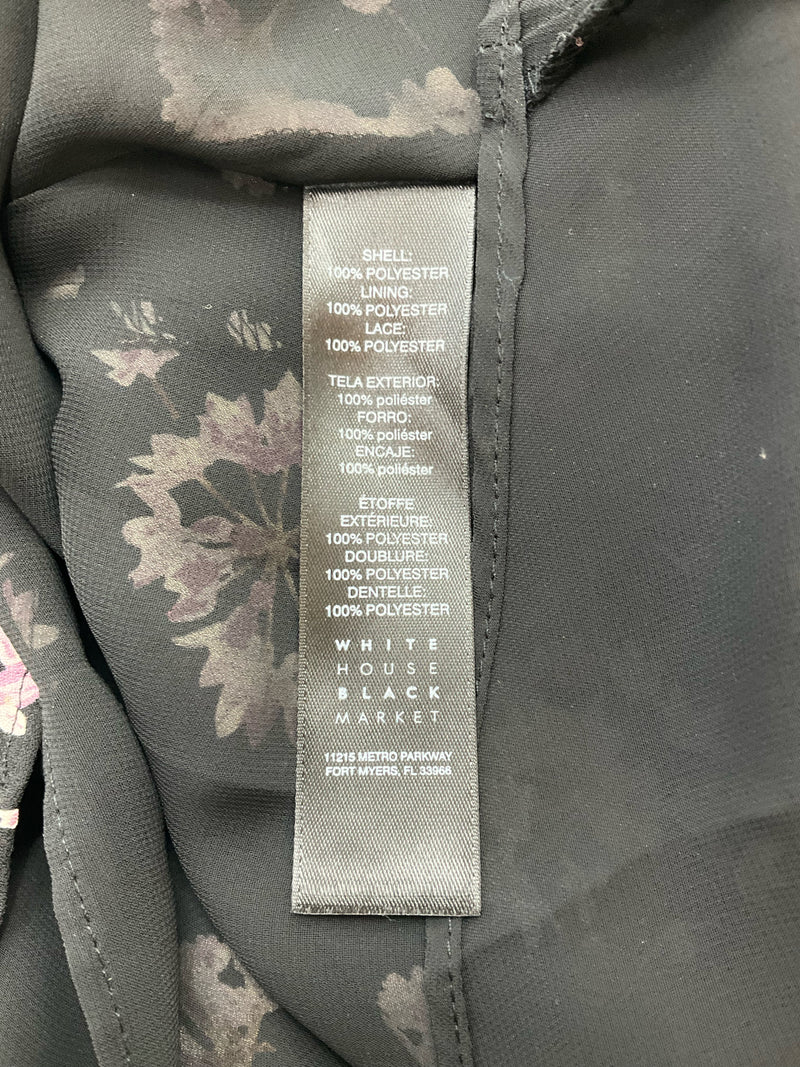 SHELL:
100% POLYESTER
LINING:
100% POLYESTER
LACE:
100% POLYESTER
TELA EXTERIOR:
100% poliéster
FORRO:
100% poliéster
ENCAJE:
100% poliéster
ÉTOFFE
EXTÉRIEURE:
100% POLYESTER
DOUBLURE:
100% POLYESTER
DENTELLE:
100% POLYESTER
WHITE
HOUSE
BLACK
MARKET
11215 METRO PARKWAY
FORT MYERS, FL 33966